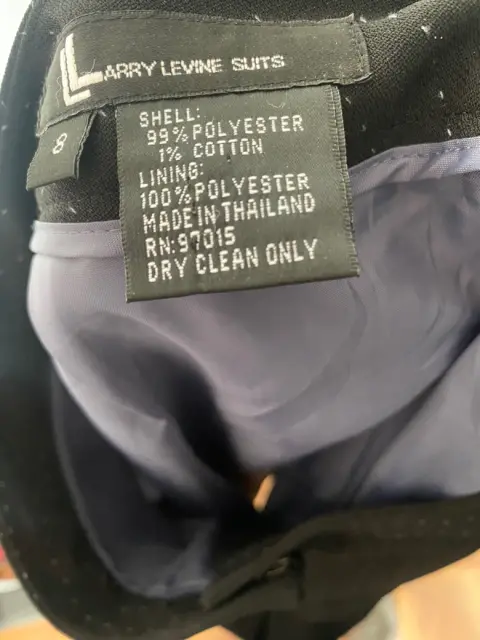 LARRY LEVINE SUITS
8
SHELL:
99% POLYESTER
1% COTTON
LINING:
100% POLYESTER
MADE IN THAILAND
RN:97015
DRY CLEAN ONLY